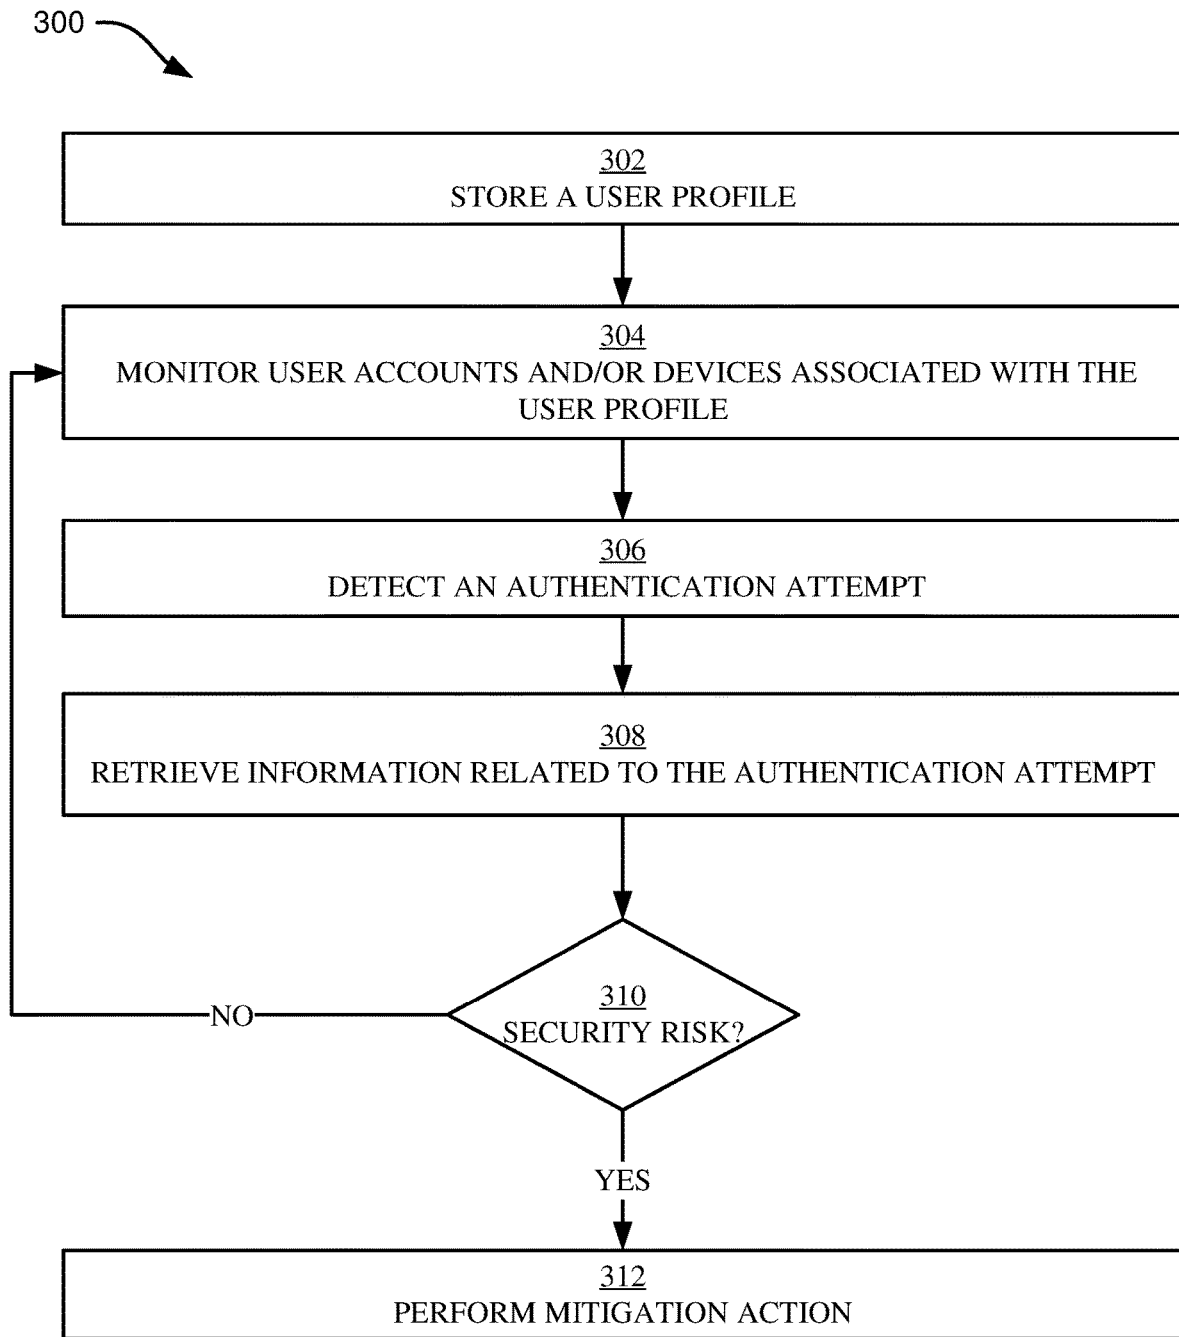 300
302
STORE A USER PROFILE
304
MONITOR USER ACCOUNTS AND/OR DEVICES ASSOCIATED WITH THE
USER PROFILE
306
DETECT AN AUTHENTICATION ATTEMPT
308
RETRIEVE INFORMATION RELATED TO THE AUTHENTICATION ATTEMPT
310
SECURITY RISK?
NO
YES
312
PERFORM MITIGATION ACTION